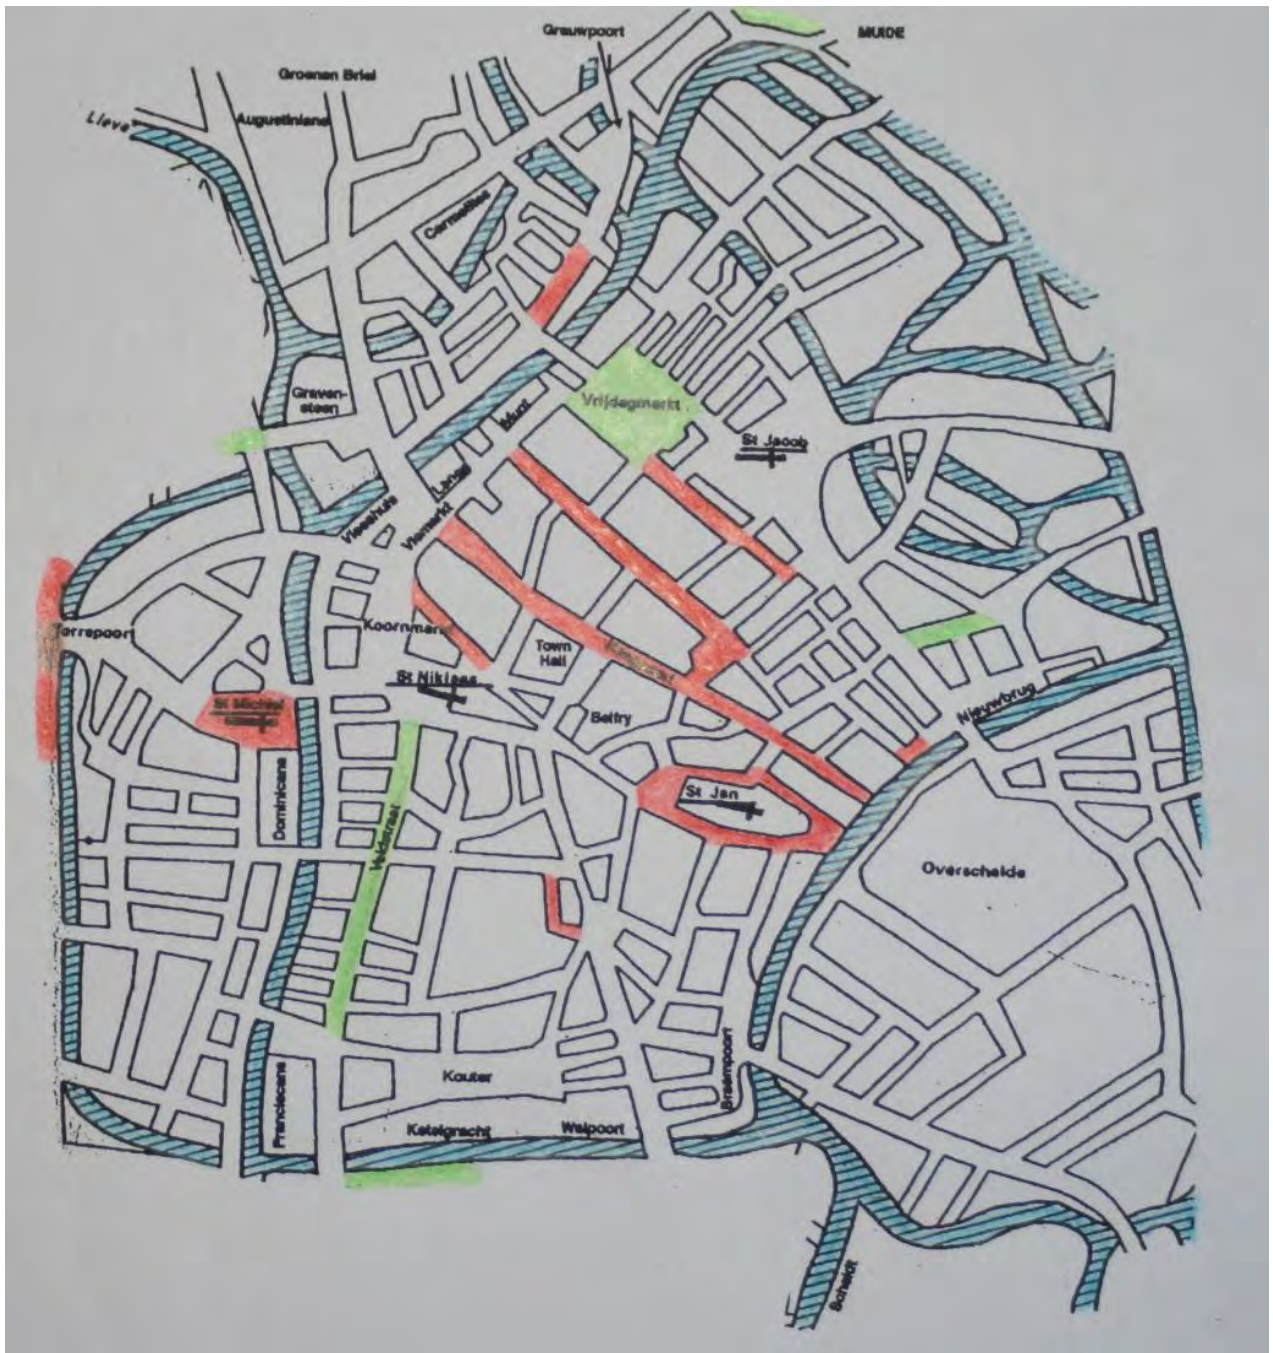 Grauwpoort
MUIDE
Groenen Briel
Augustinians
Lieve
Carmelites
Graven-
steen
Vrijdagmarkt
Munt
St Jacob
Lange
Vleeshuis
Vismarkt
Torrepoort
Koornmarkt
Town
Hall
St Niklaas
St Michiel
Belfry
Nieuwbrug
St Jan
Dominicans
Veldstraat
Overschelde
Braempoort
Kouter
Franciscans
Ketelgracht
Walpoort
Scheldt